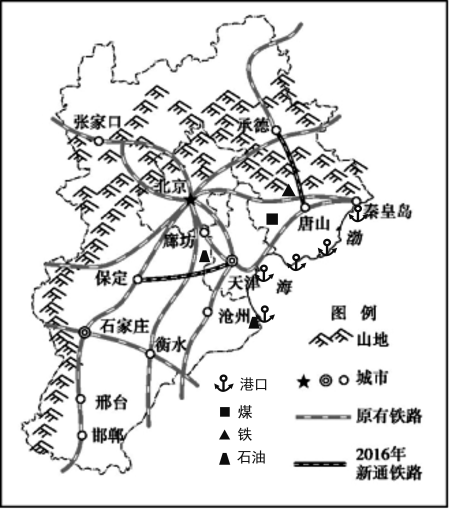 张家口
承德
北京
秦皇岛
唐山
渤
廊坊
保定
天津
海
沧州
石家庄
衡水
邢台
邯郸
图 例
山地
城市
原有铁路
2016年
新通铁路
港口
煤
铁
石油